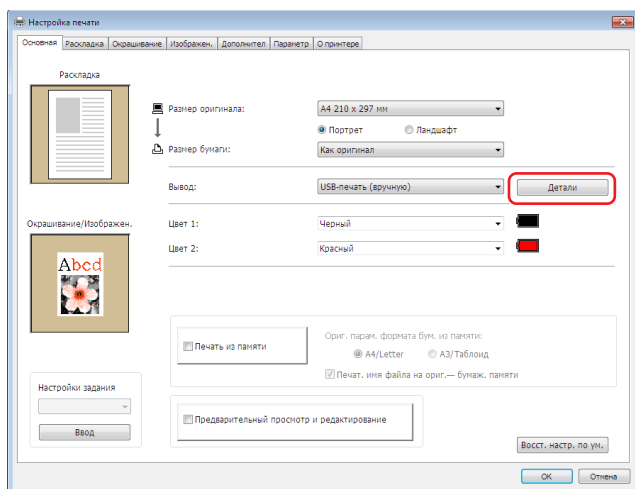 Настройка печати
Основная Раскладка Окрашивание Изображен. Дополнител Параметр О принтере
Раскладка
Размер оригинала: A4 210 x 297 мм
Портрет Ландшафт
Размер бумаги: Как оригинал
Вывод: USB-печать (вручную) Детали
Окрашивание/Изображен.
Цвет 1: Черный
Цвет 2: Красный
Abcd
Печать из памяти
Ориг. парам. формата бум. из памяти:
A4/Letter A3/Таблоид
Печат. имя файла на ориг.— бумаж. памяти
Настройки задания
Ввод
Предварительный просмотр и редактирование
Восст. настр. по ум.
OK Отмена